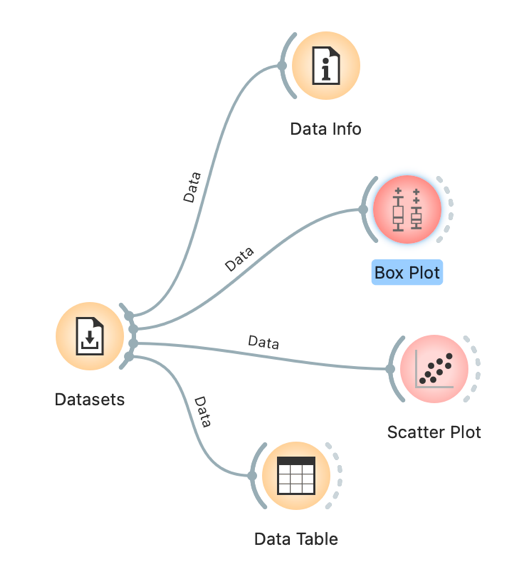 Data Info
Data
Box Plot
Data
Datasets
Data
Scatter Plot
Data
Data Table